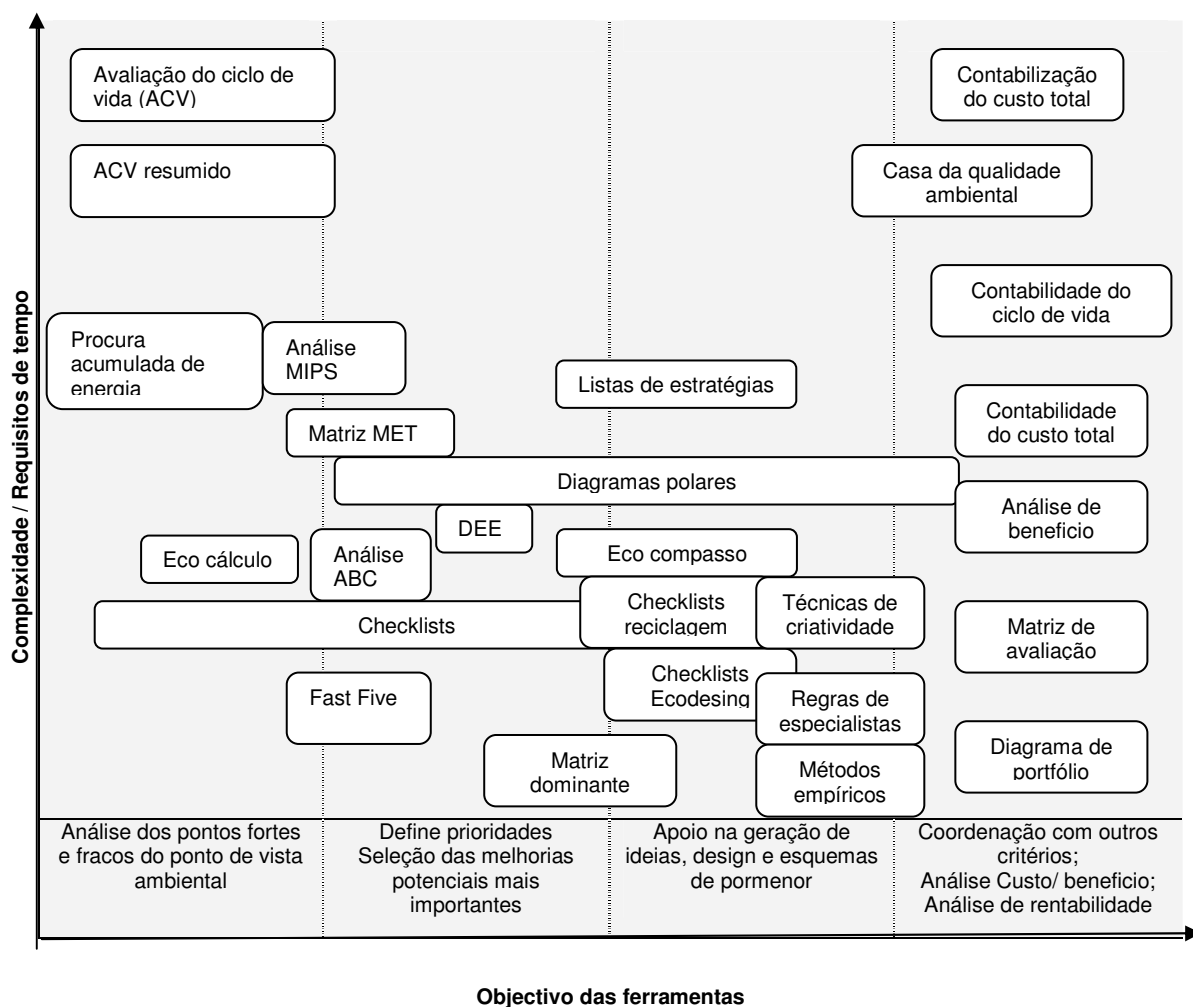 Complexidade / Requisitos de tempo
Avaliação do ciclo de
vida (ACV)
Contabilização
do custo total
ACV resumido
Casa da qualidade
ambiental
Contabilidade do
ciclo de vida
Procura
acumulada de
energia
Análise
MIPS
Listas de estratégias
Contabilidade
do custo total
Matriz MET
Diagramas polares
Análise de
beneficio
DEE
Eco compasso
Eco cálculo
Análise
ABC
Checklists
Checklists
reciclagem
Técnicas de
criatividade
Matriz de
avaliação
Fast Five
Checklists
Ecodesing
Regras de
especialistas
Matriz
dominante
Métodos
empíricos
Diagrama de
portfólio
Análise dos pontos fortes
e fracos do ponto de vista
ambiental
Define prioridades
Seleção das melhorias
potenciais mais
importantes
Apoio na geração de
ideias, design e esquemas
de pormenor
Coordenação com outros
critérios;
Análise Custo/ beneficio;
Análise de rentabilidade
Objectivo das ferramentas